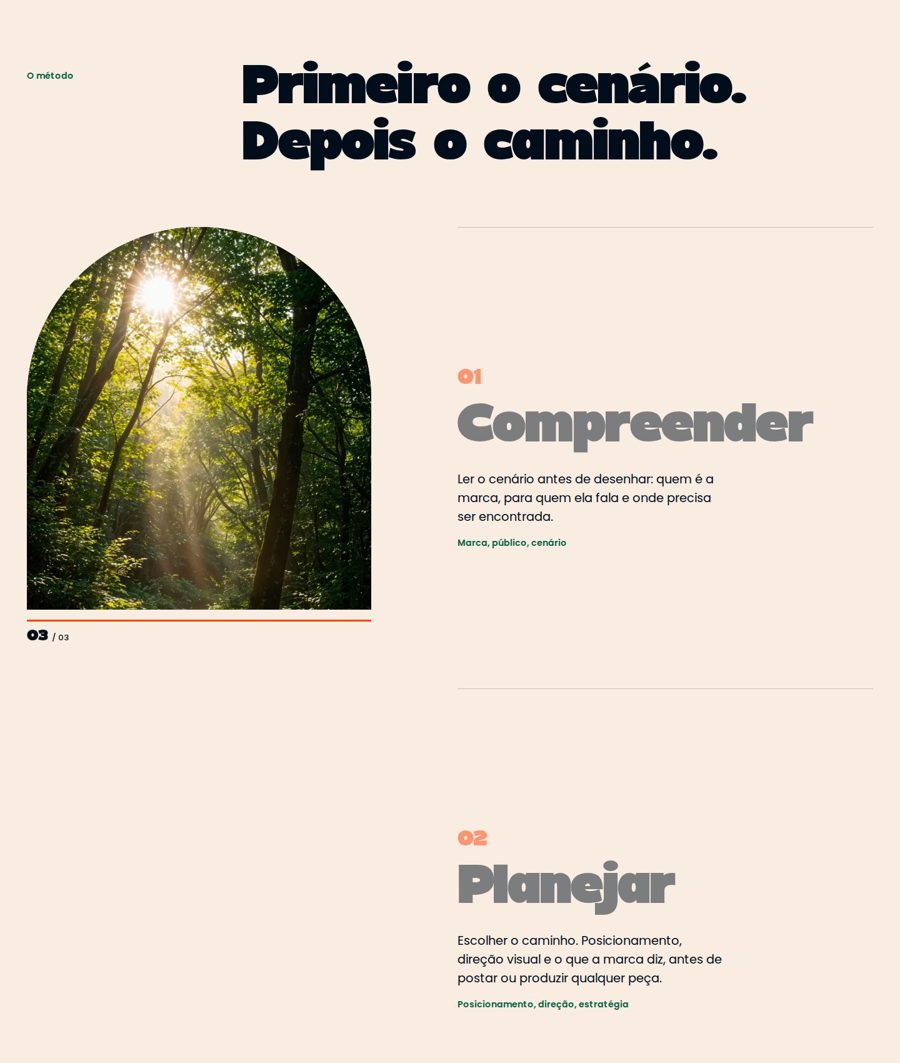 O método
Primeiro o cenário.
Depois o caminho.
01
Compreender
Ler o cenário antes de desenhar: quem é a
marca, para quem ela fala e onde precisa
ser encontrada.
Marca, público, cenário
03 / 03
02
Planejar
Escolher o caminho. Posicionamento,
direção visual e o que a marca diz, antes de
postar ou produzir qualquer peça.
Posicionamento, direção, estratégia